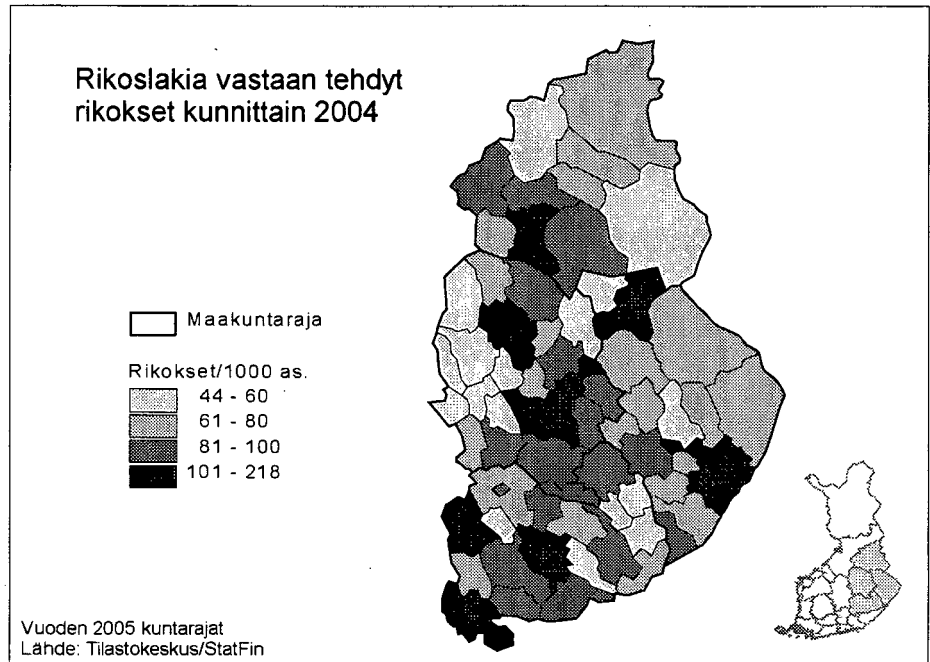 Rikoslakia vastaan tehdyt
rikokset kunnittain 2004
Maakuntaraja
Rikokset/1000 as.
44 - 60
61 - 80
81 - 100
101 - 218
Vuoden 2005 kuntarajat
Lähde: Tilastokeskus/StatFin